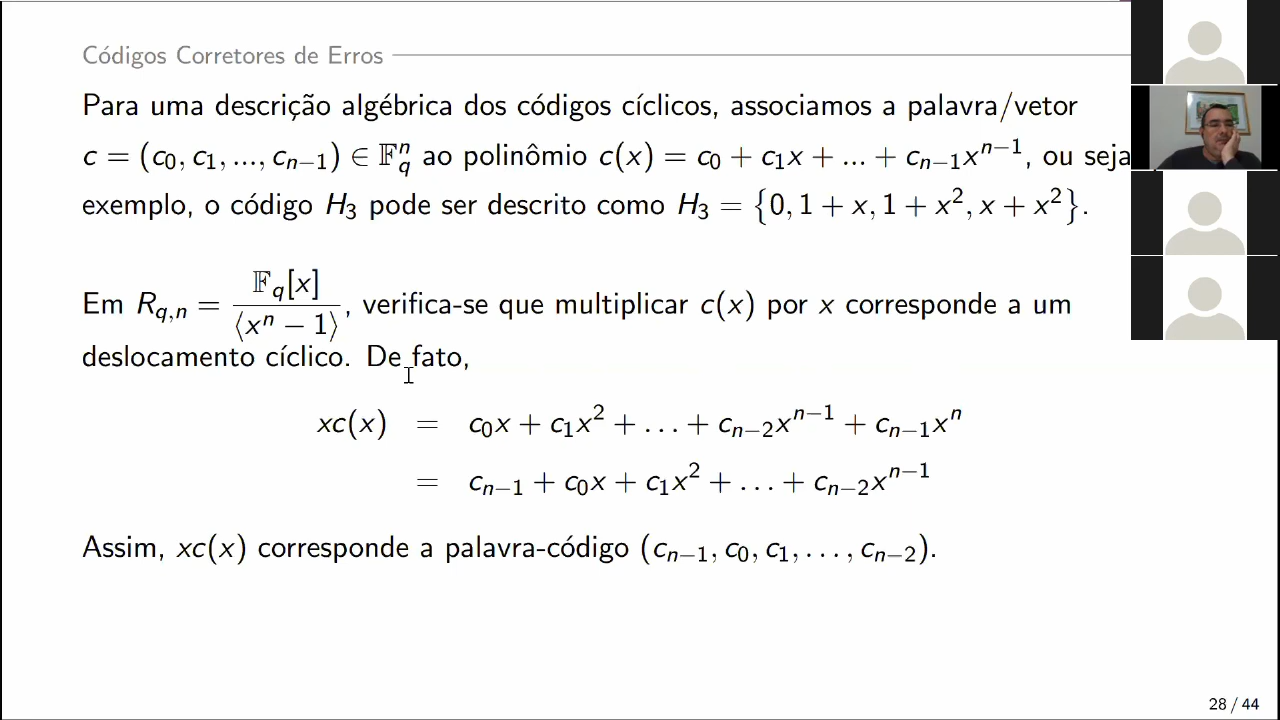 Códigos Corretores de Erros
Para uma descrição algébrica dos códigos cíclicos, associamos a palavra/vetor
c = (c₀, c₁, ..., cₙ₋₁) ∈ 𝔽_q^n ao polinômio c(x) = c₀ + c₁x + ... + cₙ₋₁xⁿ⁻¹, ou seja
exemplo, o código H₃ pode ser descrito como H₃ = {0, 1 + x, 1 + x², x + x²}.
Em R_{q,n} = 𝔽_q[x] / ⟨xⁿ − 1⟩, verifica-se que multiplicar c(x) por x corresponde a um
deslocamento cíclico. De fato,
xc(x) = c₀x + c₁x² + . . . + cₙ₋₂xⁿ⁻¹ + cₙ₋₁xⁿ
= cₙ₋₁ + c₀x + c₁x² + . . . + cₙ₋₂xⁿ⁻¹
Assim, xc(x) corresponde a palavra-código (cₙ₋₁, c₀, c₁, . . . , cₙ₋₂).
28 / 44